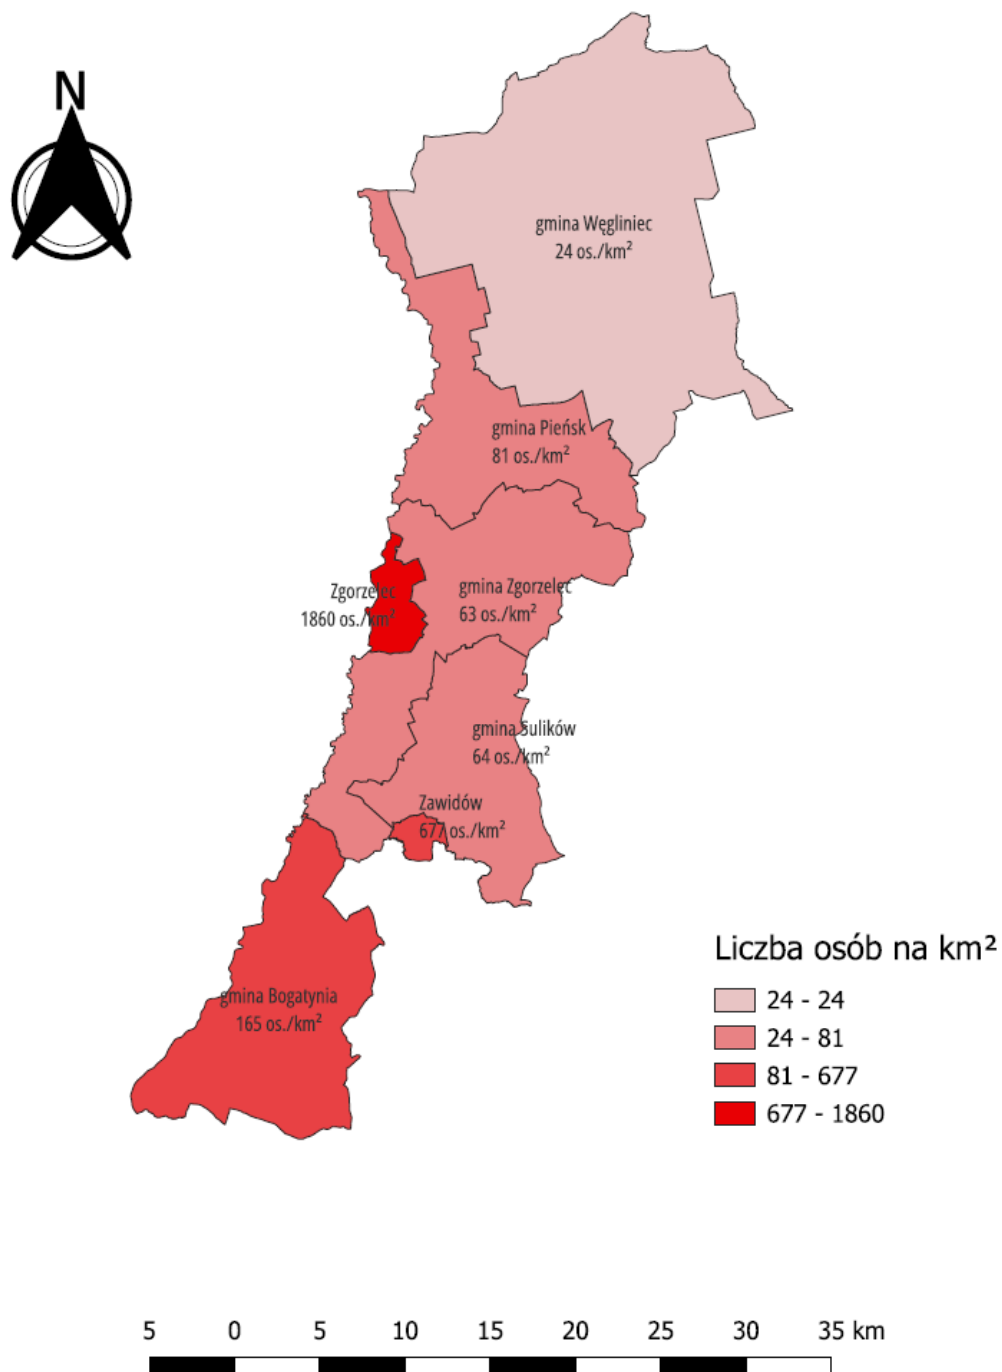 N
gmina Węgliniec
24 os./km²
gmina Pieńsk
81 os./km²
Zgorzelec
1860 os./km²
gmina Zgorzelec
63 os./km²
gmina Sulików
64 os./km²
Zawidów
677 os./km²
gmina Bogatynia
165 os./km²
Liczba osób na km²
24 - 24
24 - 81
81 - 677
677 - 1860
5 0 5 10 15 20 25 30 35 km